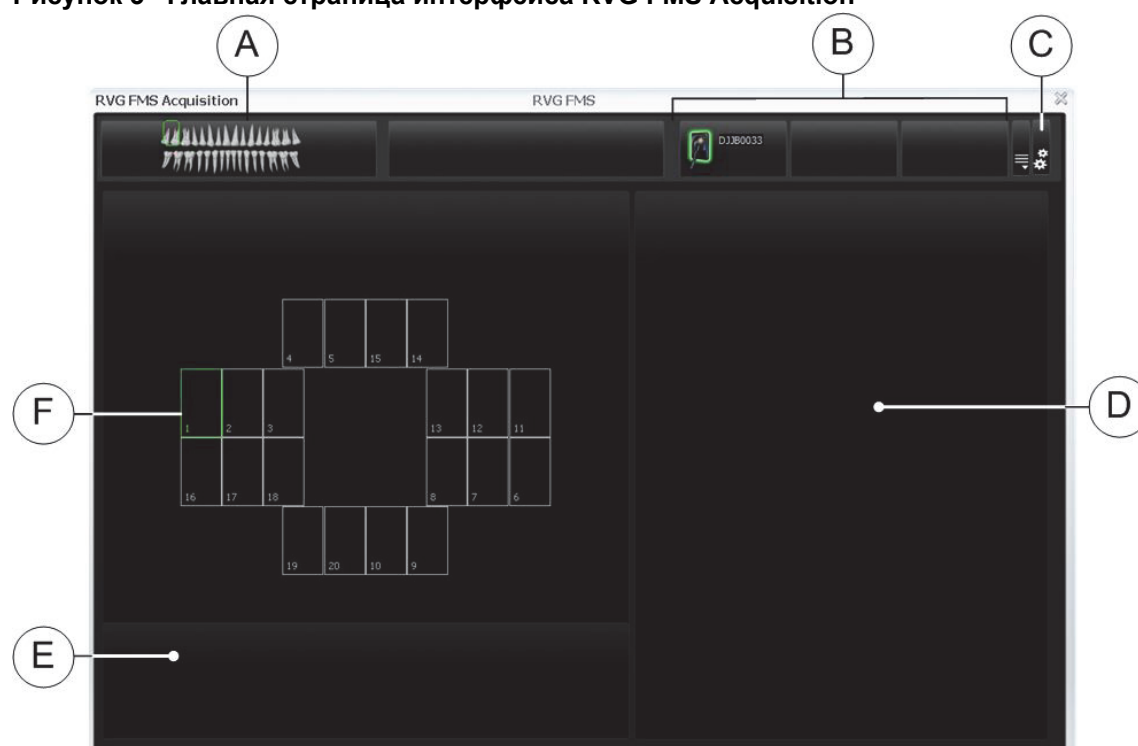 Рисунок 3 Главная страница интерфейса RVG FMS Acquisition
A
B
C
RVG FMS Acquisition RVG FMS
DJJB0033
4 5 15 14
F
1 2 3 13 12 11
D
16 17 18 8 7 6
19 20 10 9
E